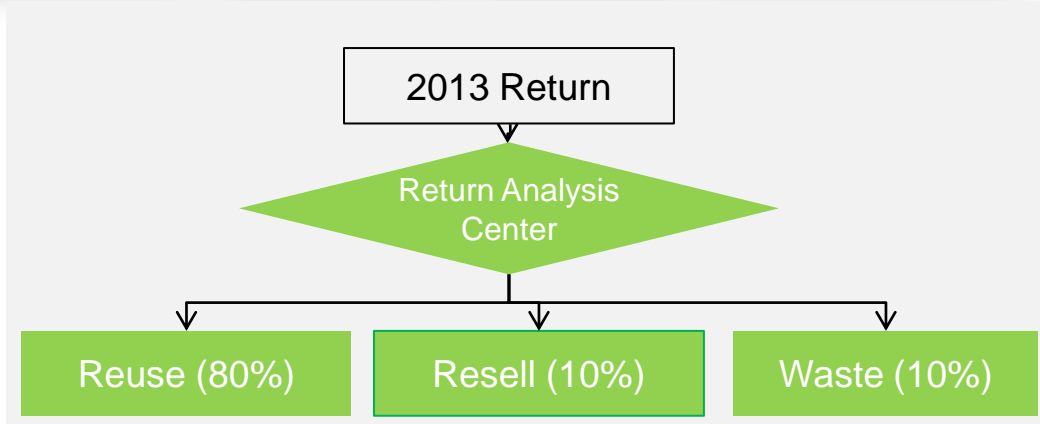 2013 Return
Return Analysis
Center
Reuse (80%)
Resell (10%)
Waste (10%)